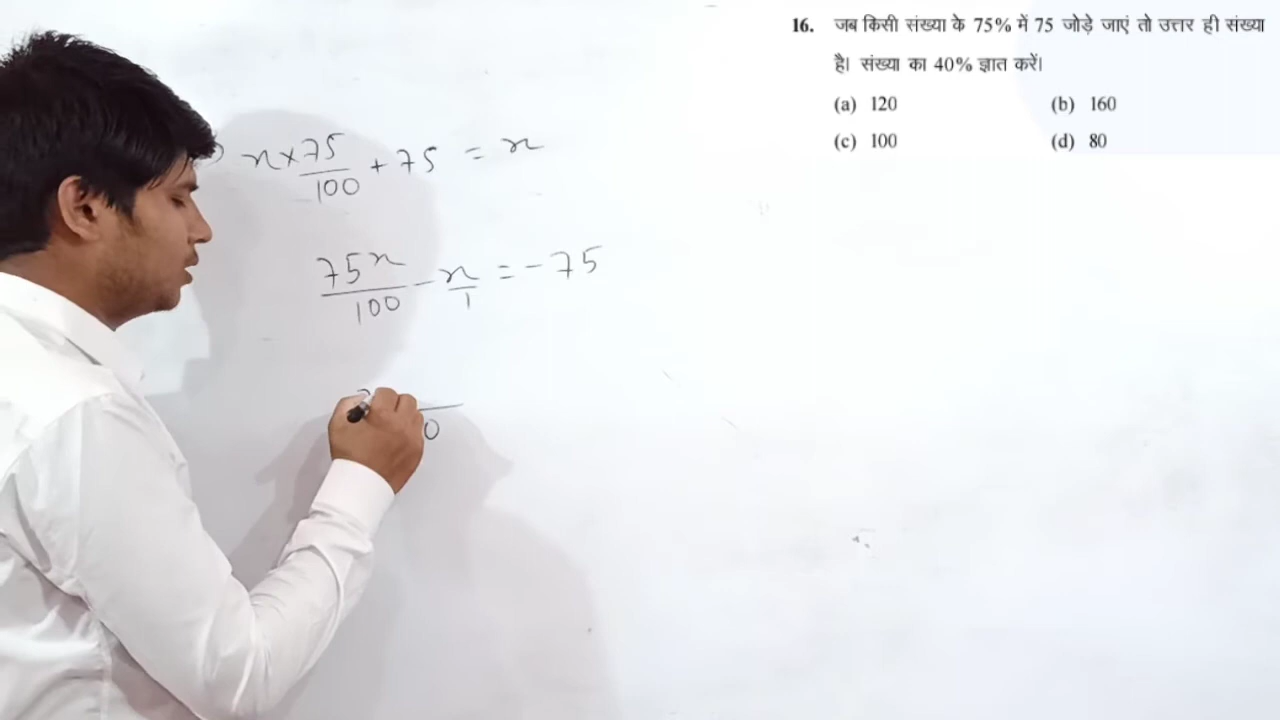 16. जब किसी संख्या के 75% में 75 जोड़े जाएं तो उत्तर ही संख्या
है। संख्या का 40% ज्ञात करें।
(a) 120 (b) 160
(c) 100 (d) 80
x × 75/100 + 75 = x
75x/100 - x/1 = -75
0